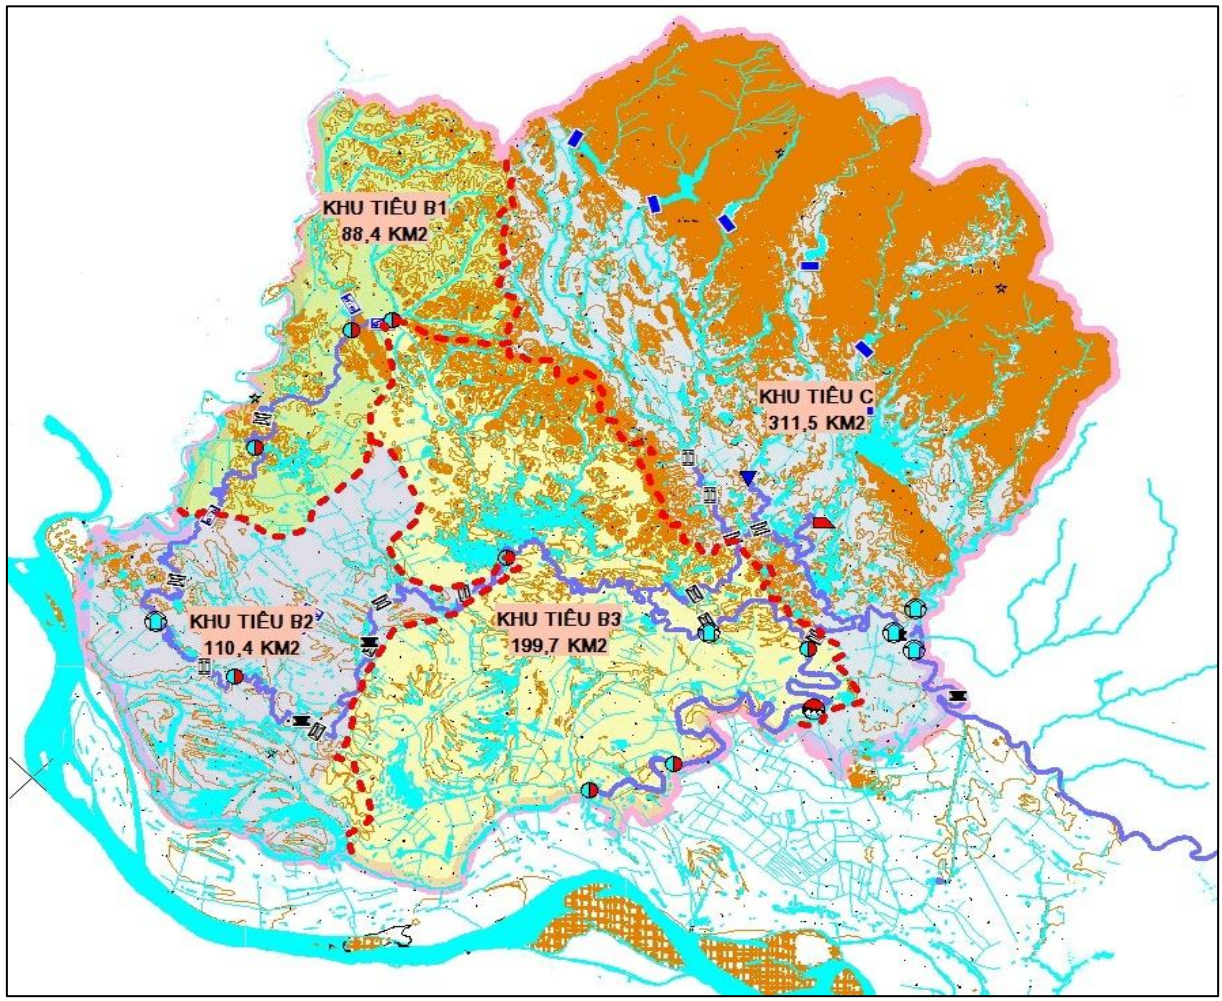 KHU TIÊU B1
88,4 KM2
KHU TIÊU C
311,5 KM2
KHU TIÊU B2
110,4 KM2
KHU TIÊU B3
199,7 KM2